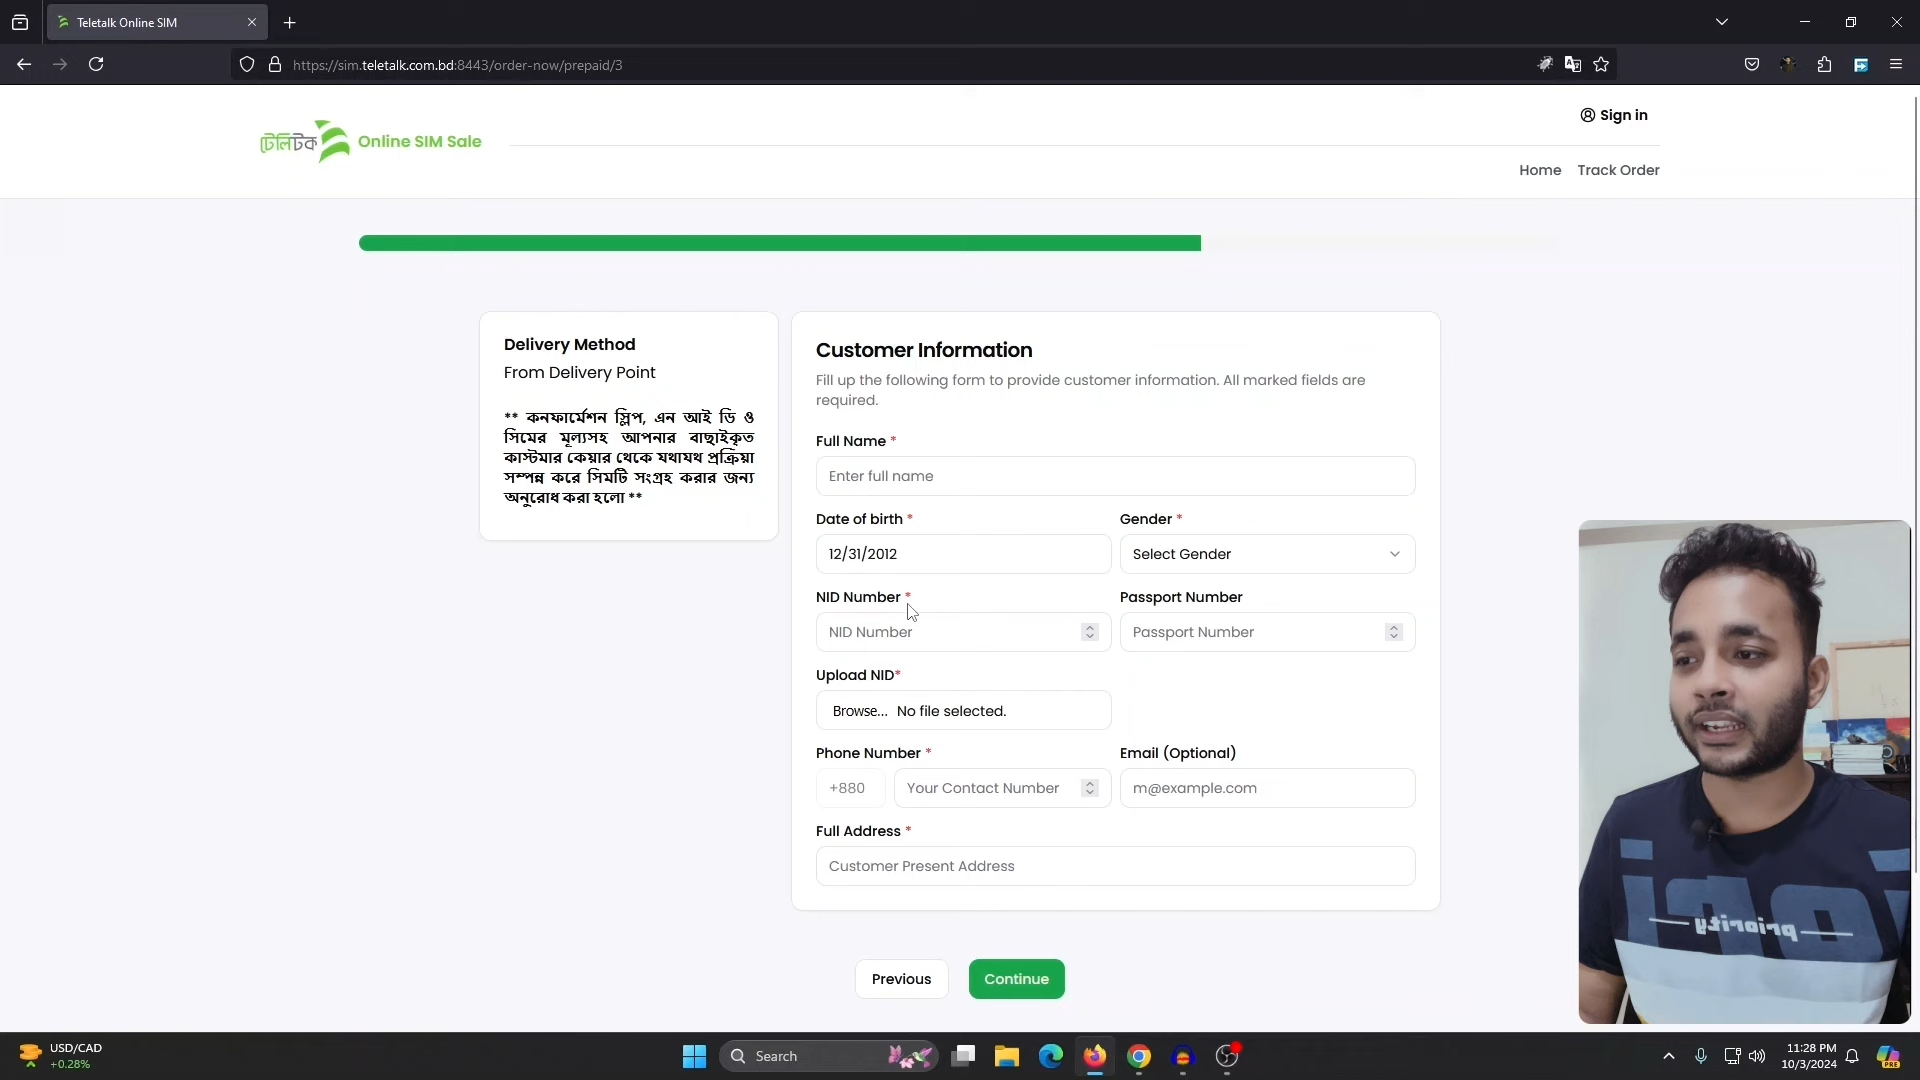 Teletalk Online SIM
https://sim.teletalk.com.bd:8443/order-now/prepaid/3
Sign in
টেলিটক Online SIM Sale
Home Track Order
Delivery Method
From Delivery Point
** কনফার্মেশন স্লিপ, এন আই ডি ও
সিমের মূল্যসহ আপনার বাছাইকৃত
কাস্টমার কেয়ার থেকে যথাযথ প্রক্রিয়া
সম্পন্ন করে সিমটি সংগ্রহ করার জন্য
অনুরোধ করা হলো **
Customer Information
Fill up the following form to provide customer information. All marked fields are
required.
Full Name *
Enter full name
Date of birth * Gender *
12/31/2012 Select Gender
NID Number * Passport Number
NID Number Passport Number
Upload NID*
Browse... No file selected.
Phone Number * Email (Optional)
+880 Your Contact Number m@example.com
Full Address *
Customer Present Address
Previous Continue
priority
USD/CAD
+0.28%
Search
11:28 PM
10/3/2024
PRE